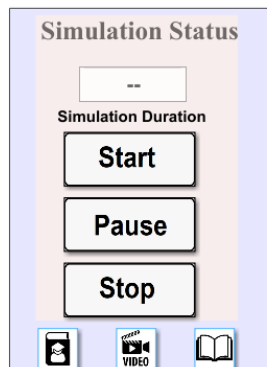 Simulation Status
--
Simulation Duration
Start
Pause
Stop
VIDEO